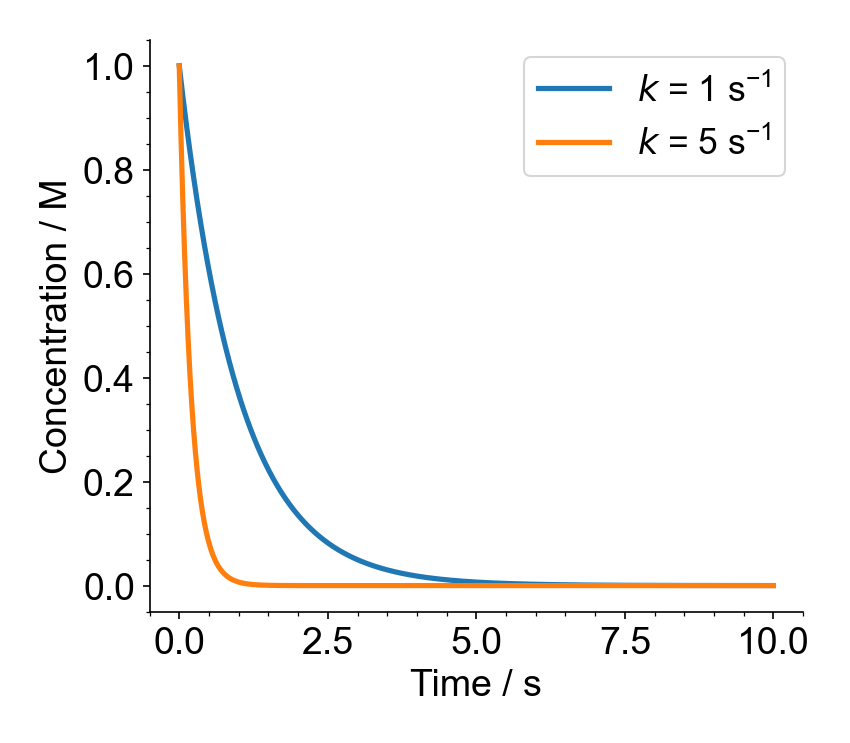 k = 1 s⁻¹
k = 5 s⁻¹
1.0
0.8
0.6
0.4
0.2
0.0
Concentration / M
0.0 2.5 5.0 7.5 10.0
Time / s